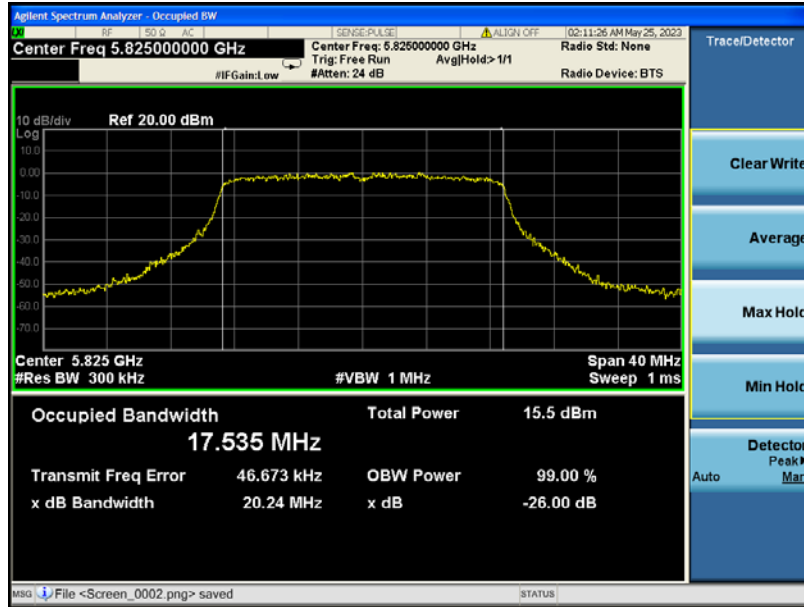 Agilent Spectrum Analyzer - Occupied BW
RF 50 Ω AC SENSE:PULSE ALIGN OFF 02:11:26 AM May 25, 2023
Center Freq 5.825000000 GHz
Center Freq: 5.825000000 GHz
Radio Std: None
Trig: Free Run Avg|Hold>1/1
#IFGain:Low #Atten: 24 dB Radio Device: BTS
10 dB/div Ref 20.00 dBm
Log
10.0
0.00
-10.0
-20.0
-30.0
-40.0
-50.0
-60.0
-70.0
Center 5.825 GHz Span 40 MHz
#Res BW 300 kHz #VBW 1 MHz Sweep 1 ms
Occupied Bandwidth Total Power 15.5 dBm
17.535 MHz
Transmit Freq Error 46.673 kHz OBW Power 99.00 %
x dB Bandwidth 20.24 MHz x dB -26.00 dB
Trace/Detector
Clear Write
Average
Max Hold
Min Hold
Detector
Peak
Auto Man
MSG File <Screen_0002.png> saved STATUS